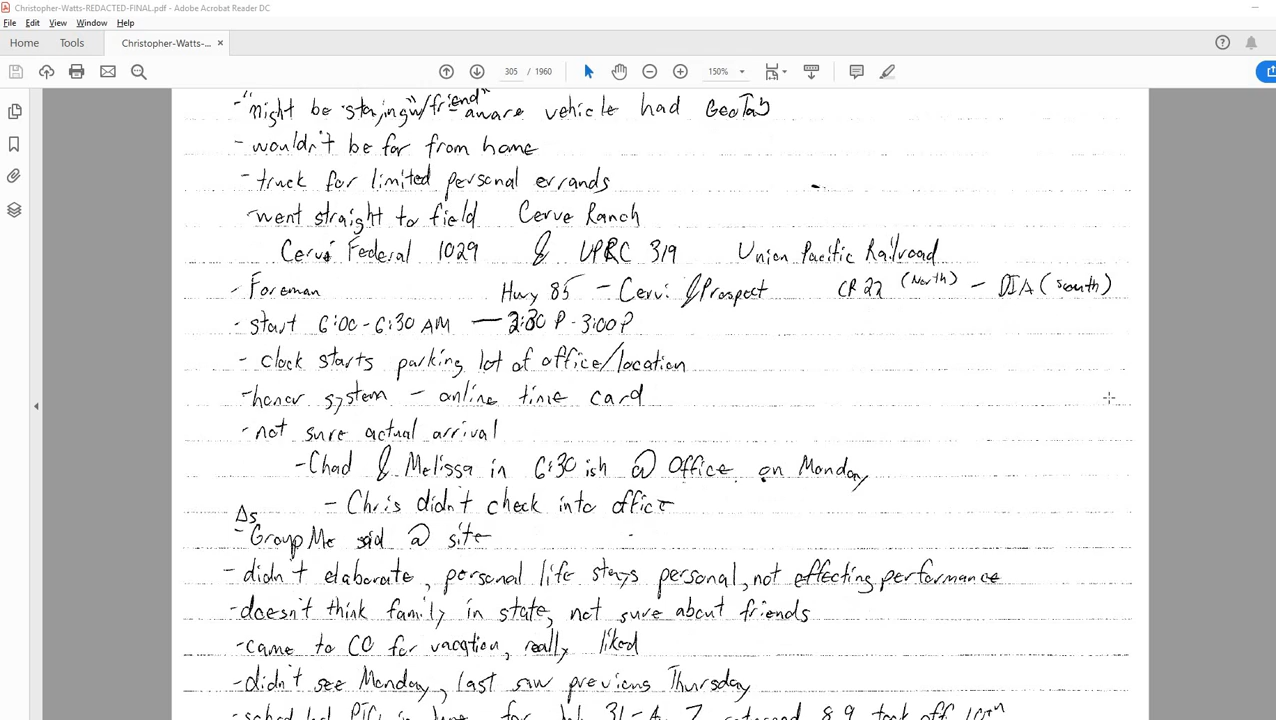 Christopher-Watts-REDACTED-FINAL.pdf - Adobe Acrobat Reader DC
File Edit View Window Help
Home Tools Christopher-Watts-... ×
305 / 1960 150%
-"might be staying w/friend" aware vehicle had GeoTab
- wouldn't be far from home
- truck for limited personal errands
- went straight to field Cerve Ranch
Cervi Federal 1029 & UPRC 319 Union Pacific Railroad
- Foreman Hwy 85 - Cervi & Prospect CR 22 (North) - DIA (South)
- start 6:00-6:30 AM — 2:30 P - 3:00 P
- clock starts parking lot of office/location
- honor system - online time card
- not sure actual arrival
- Chad & Melissa in 6:30 ish @ Office on Monday
- Chris didn't check into office
Δs
- GroupMe said @ site
- didn't elaborate, personal life stays personal, not effecting performance
- doesn't think family in state, not sure about friends
- came to CO for vacation, really liked
- didn't see Monday, last saw previous Thursday